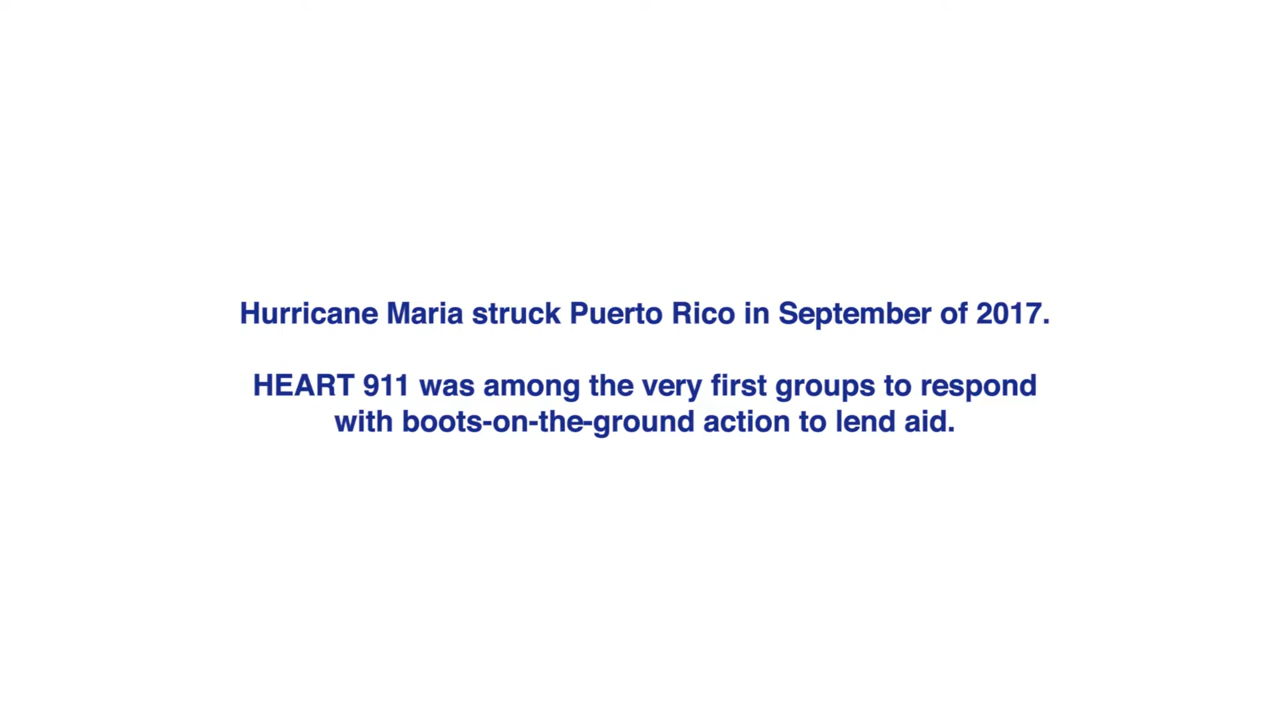 Hurricane Maria struck Puerto Rico in September of 2017.
HEART 911 was among the very first groups to respond
with boots-on-the-ground action to lend aid.